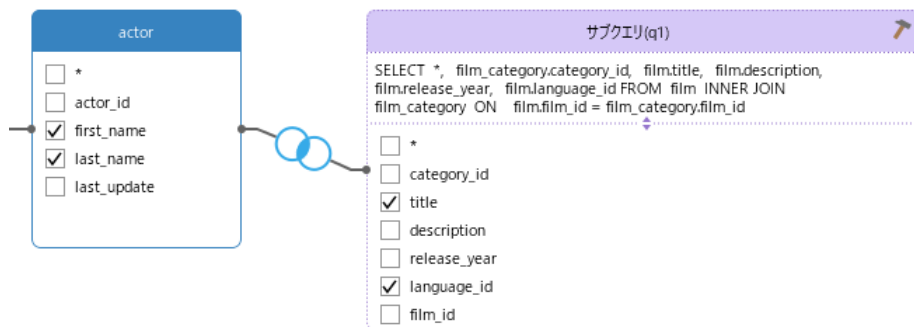 actor
*
actor_id
first_name
last_name
last_update
サブクエリ(q1)
SELECT *, film_category.category_id, film.title, film.description,
film.release_year, film.language_id FROM film INNER JOIN
film_category ON film.film_id = film_category.film_id
*
category_id
title
description
release_year
language_id
film_id